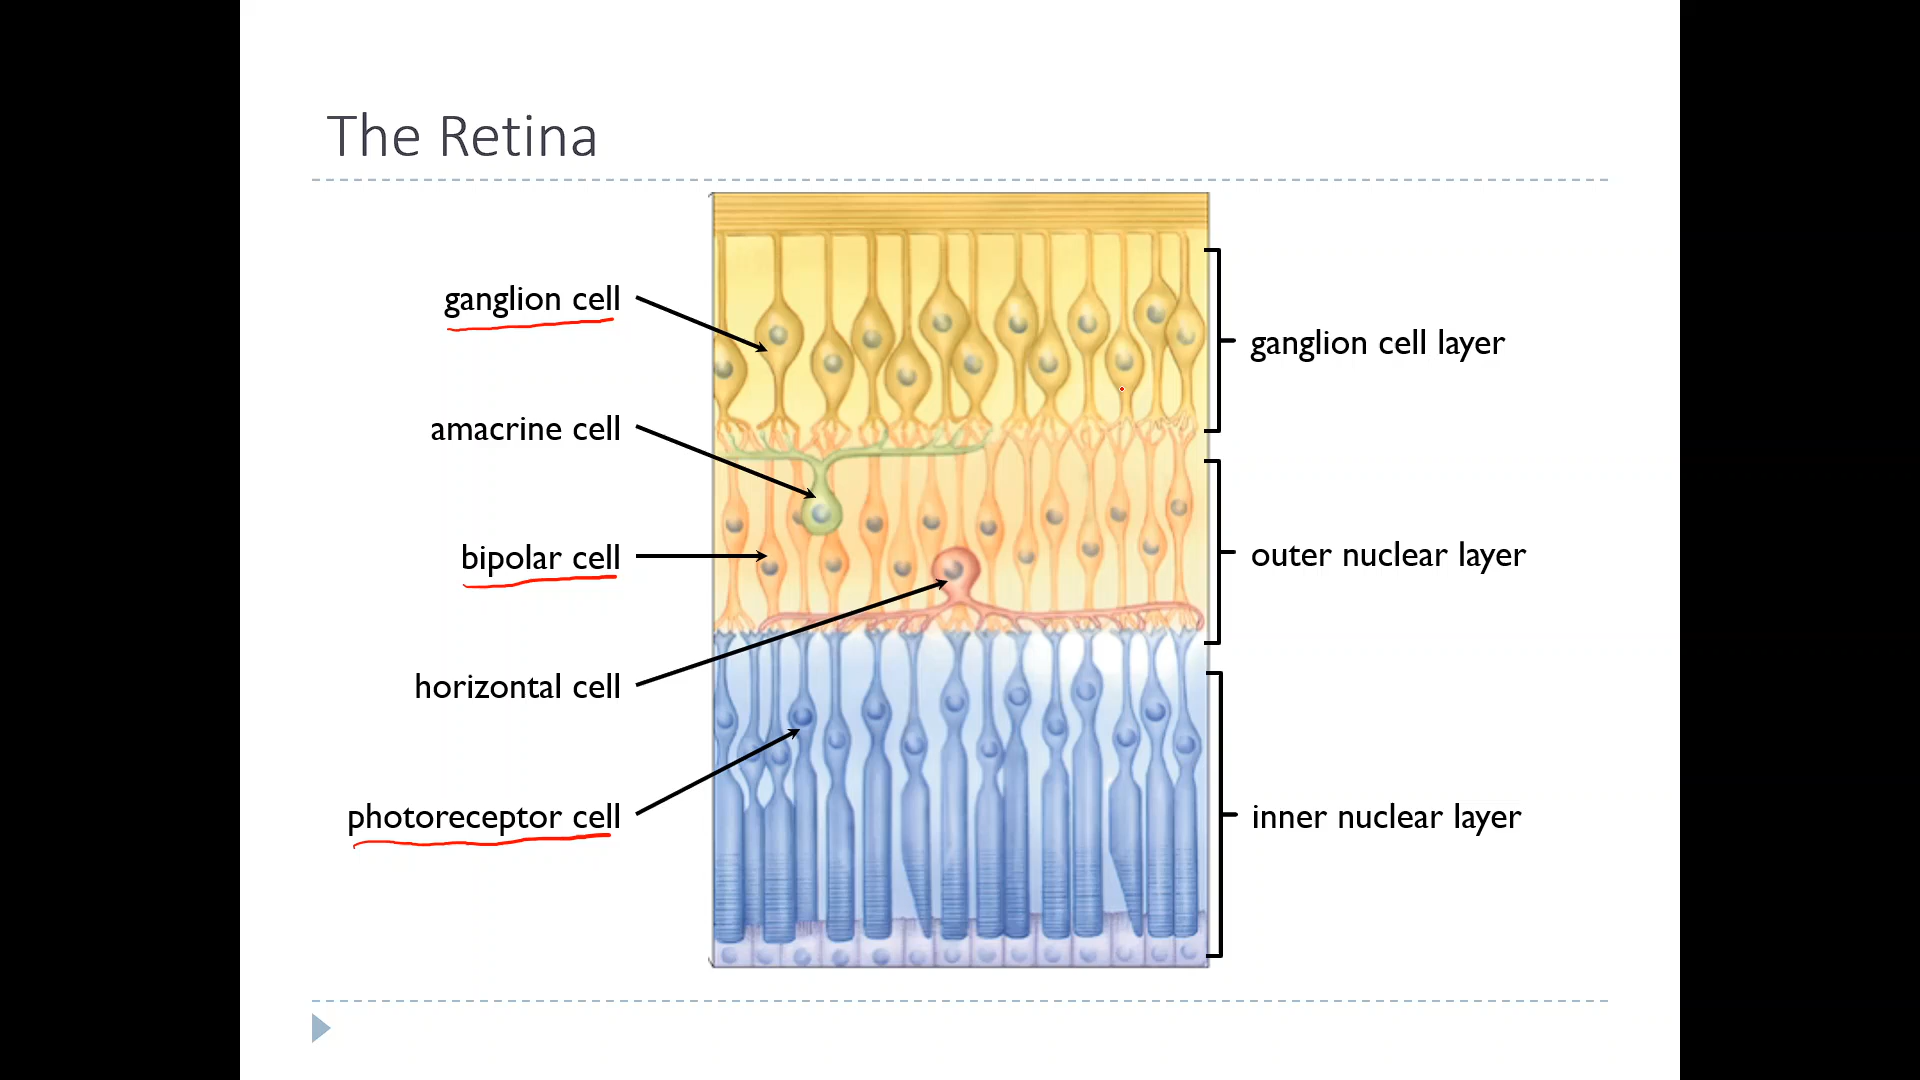 The Retina
ganglion cell
amacrine cell
bipolar cell
horizontal cell
photoreceptor cell
ganglion cell layer
outer nuclear layer
inner nuclear layer